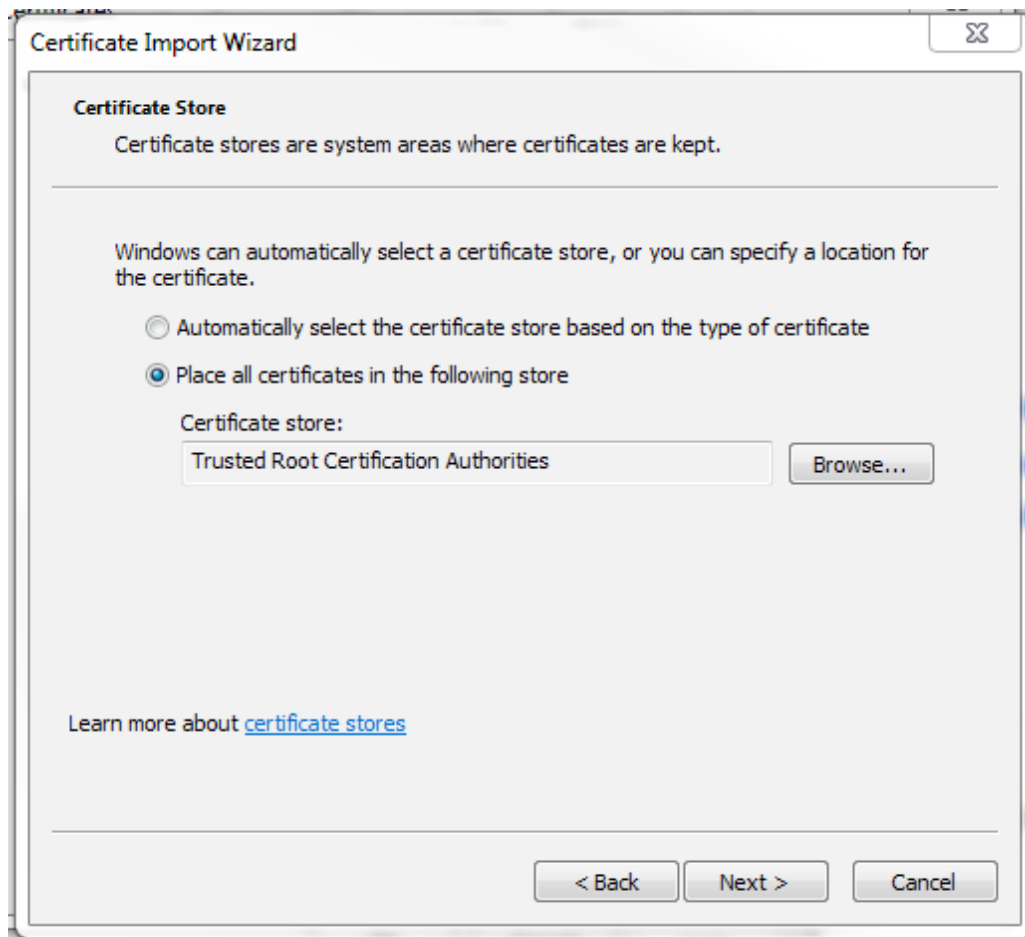 Certificate Import Wizard
Certificate Store
Certificate stores are system areas where certificates are kept.
Windows can automatically select a certificate store, or you can specify a location for
the certificate.
Automatically select the certificate store based on the type of certificate
Place all certificates in the following store
Certificate store:
Trusted Root Certification Authorities
Browse...
Learn more about certificate stores
< Back
Next >
Cancel